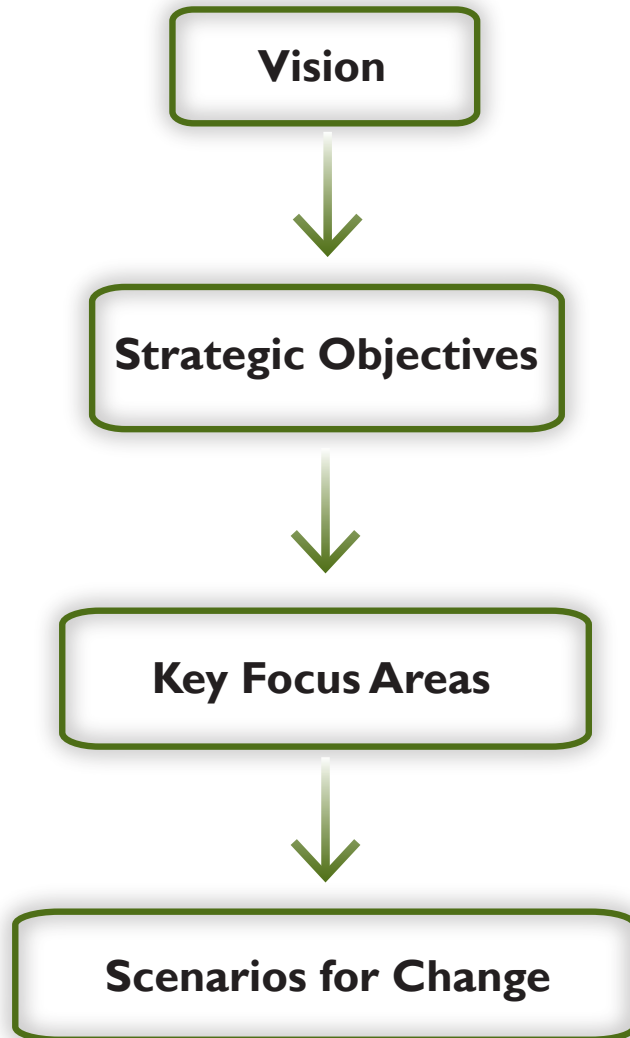 Vision
Strategic Objectives
Key Focus Areas
Scenarios for Change